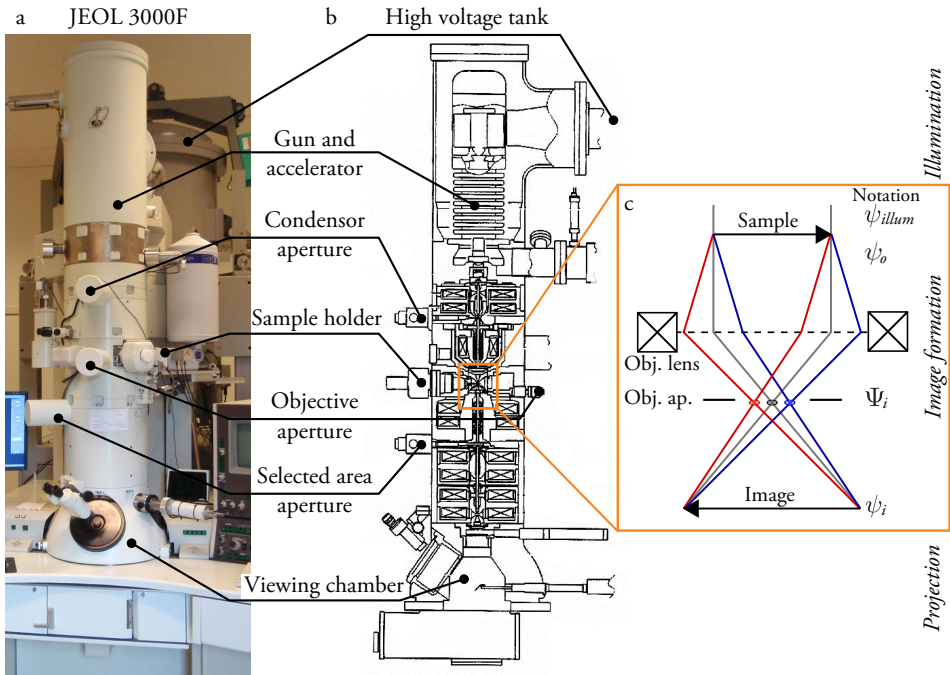 a
JEOL 3000F
b
High voltage tank
Gun and
accelerator
Condensor
aperture
Sample holder
Objective
aperture
Selected area
aperture
Viewing chamber
c
Notation
ψillum
Sample
ψo
Obj. lens
Obj. ap.
Ψi
Image
ψi
Illumination
Image formation
Projection